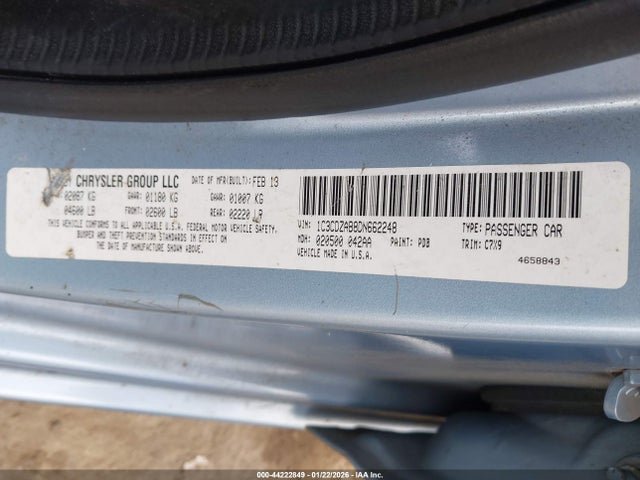 CHRYSLER GROUP LLC DATE OF MFR(BUILT): FEB 13
02087 KG GAWR: 01180 KG GAWR: 01007 KG
04600 LB FRONT: 02600 LB REAR: 02220 LB
THIS VEHICLE CONFORMS TO ALL APPLICABLE U.S.A. FEDERAL MOTOR VEHICLE SAFETY,
BUMPER AND THEFT PREVENTION STANDARDS IN EFFECT ON
THE DATE OF MANUFACTURE SHOWN ABOVE.
VIN: 1C3CDZAB8DN662248 TYPE: PASSENGER CAR
MDH: 020500 042AA PAINT: PDB TRIM: C7X9
VEHICLE MADE IN U.S.A.
4658843
000-44222849 01/22/2026 IAA Inc.